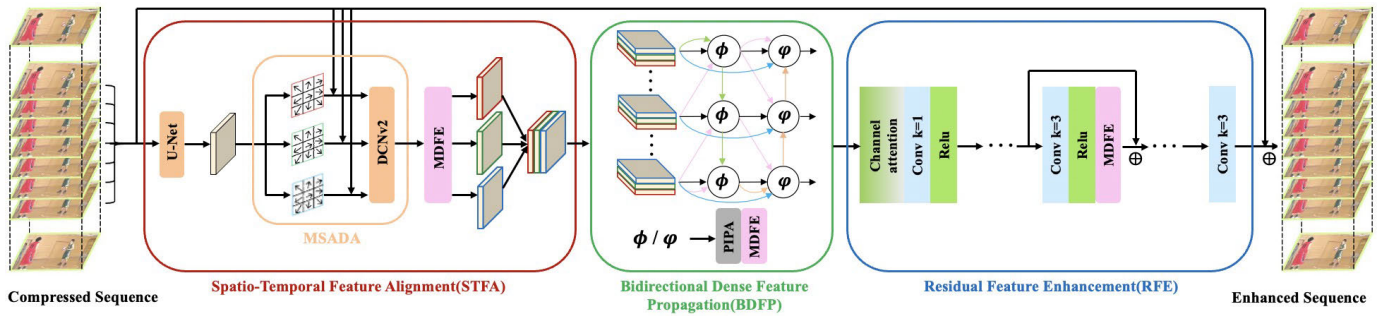 U-Net
DCNv2
MSADA
MDFE
Spatio-Temporal Feature Alignment(STFA)
ϕ
φ
ϕ
φ
ϕ
φ
ϕ / φ
PIPA
MDFE
Bidirectional Dense Feature
Propagation(BDFP)
Channel
attention
Conv k=1
Relu
Conv k=3
Relu
MDFE
Conv k=3
Residual Feature Enhancement(RFE)
Compressed Sequence
Enhanced Sequence